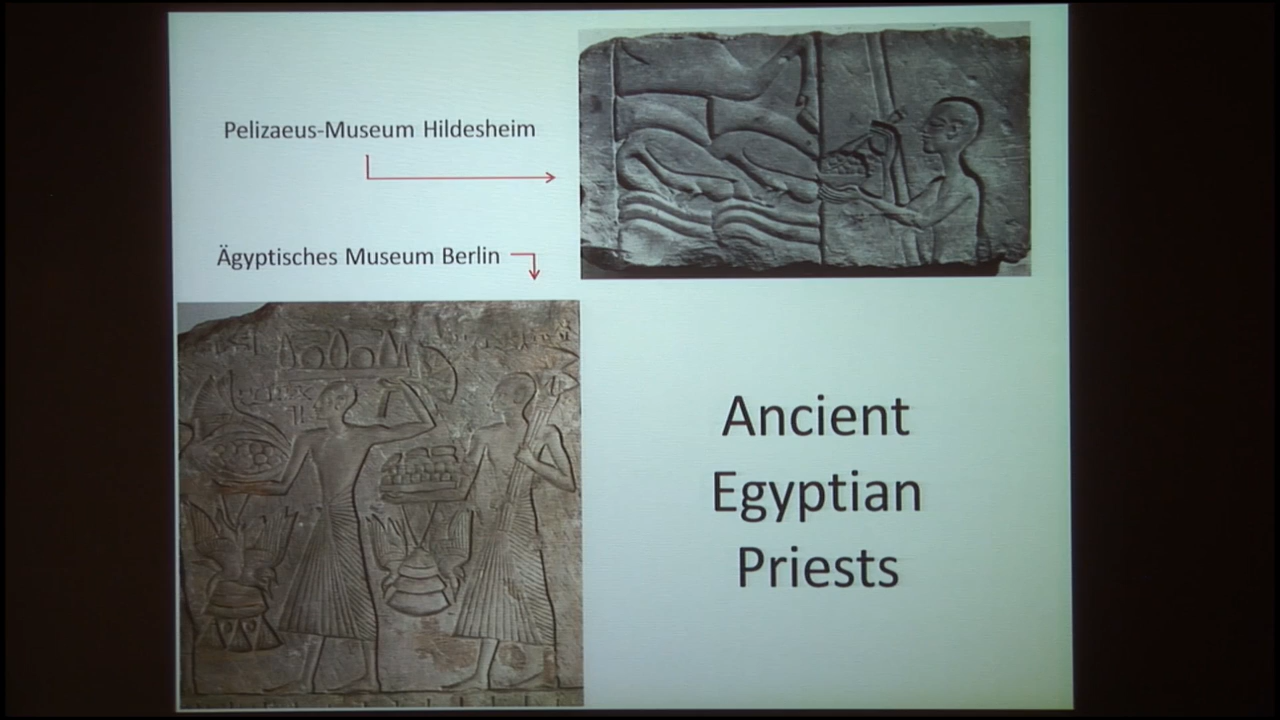 Pelizaeus-Museum Hildesheim
Ägyptisches Museum Berlin
Ancient
Egyptian
Priests